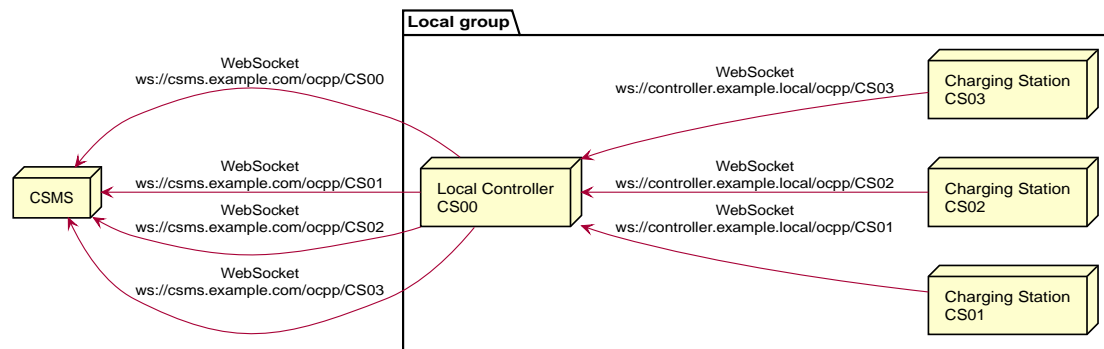 Local group
WebSocket
ws://csms.example.com/ocpp/CS00
WebSocket
ws://controller.example.local/ocpp/CS03
Charging Station
CS03
CSMS
WebSocket
ws://csms.example.com/ocpp/CS01
Local Controller
CS00
WebSocket
ws://controller.example.local/ocpp/CS02
Charging Station
CS02
WebSocket
ws://csms.example.com/ocpp/CS02
WebSocket
ws://controller.example.local/ocpp/CS01
WebSocket
ws://csms.example.com/ocpp/CS03
Charging Station
CS01